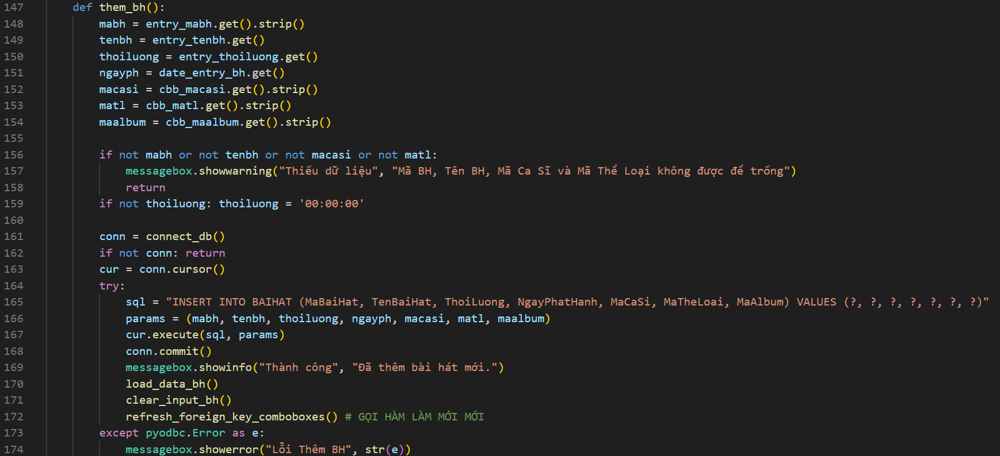 147 def them_bh():
148 mabh = entry_mabh.get().strip()
149 tenbh = entry_tenbh.get()
150 thoiluong = entry_thoiluong.get()
151 ngayph = date_entry_bh.get()
152 macasi = cbb_macasi.get().strip()
153 matl = cbb_matl.get().strip()
154 maalbum = cbb_maalbum.get().strip()
155
156 if not mabh or not tenbh or not macasi or not matl:
157 messagebox.showwarning("Thiếu dữ liệu", "Mã BH, Tên BH, Mã Ca Sĩ và Mã Thể Loại không được để trống")
158 return
159 if not thoiluong: thoiluong = '00:00:00'
160
161 conn = connect_db()
162 if not conn: return
163 cur = conn.cursor()
164 try:
165 sql = "INSERT INTO BAIHAT (MaBaiHat, TenBaiHat, ThoiLuong, NgayPhatHanh, MaCaSi, MaTheLoai, MaAlbum) VALUES (?, ?, ?, ?, ?, ?, ?)"
166 params = (mabh, tenbh, thoiluong, ngayph, macasi, matl, maalbum)
167 cur.execute(sql, params)
168 conn.commit()
169 messagebox.showinfo("Thành công", "Đã thêm bài hát mới.")
170 load_data_bh()
171 clear_input_bh()
172 refresh_foreign_key_comboboxes() # GỌI HÀM LÀM MỚI MỚI
173 except pyodbc.Error as e:
174 messagebox.showerror("Lỗi Thêm BH", str(e))